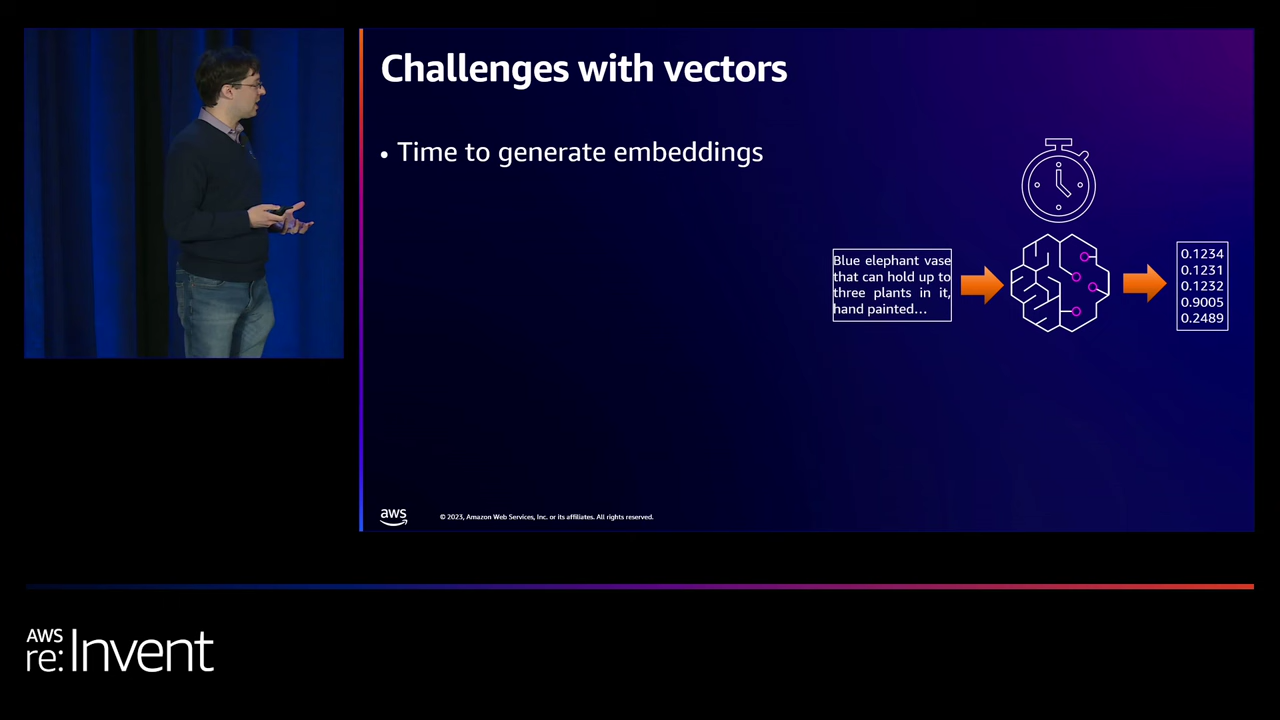 Challenges with vectors
• Time to generate embeddings
Blue elephant vase
that can hold up to
three plants in it,
hand painted...
0.1234
0.1231
0.1232
0.9005
0.2489
aws
© 2023, Amazon Web Services, Inc. or its affiliates. All rights reserved.
AWS
re:Invent